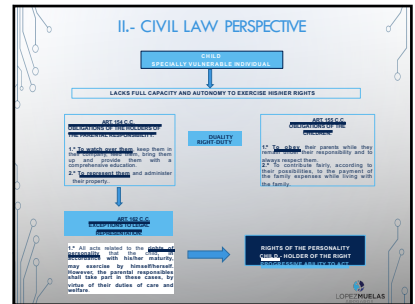 II.- CIVIL LAW PERSPECTIVE
CHILD
SPECIALLY VULNERABLE INDIVIDUAL
LACKS FULL CAPACITY AND AUTONOMY TO EXERCISE HIS/HER RIGHTS
ART. 154 C.C.
OBLIGATIONS OF THE HOLDERS OF
THE PARENTAL RESPONSIBILITY
1.º To watch over them, keep them in
their company, feed them, bring them
up and provide them with a
comprehensive education.
2.º To represent them and administer
their property..
DUALITY
RIGHT-DUTY
ART. 155 C.C.
OBLIGATIONS OF THE
CHILDREN
1.º To obey their parents while they
remain under their responsibility and to
always respect them.
2.º To contribute fairly, according to
their possibilities, to the payment of
the family expenses while living with
the family.
ART. 162 C.C.
EXCEPTIONS TO LEGAL
REPRESENTATION
1.º All acts related to the rights of
personality that the child, in
accordance with his/her maturity,
may exercise by himself/herself.
However, the parental responsibles
shall take part in these cases, by
virtue of their duties of care and
welfare.
RIGHTS OF THE PERSONALITY
CHILD - HOLDER OF THE RIGHT
PROGRESSIVE ABILITY TO ACT
LOPEZMUELAS